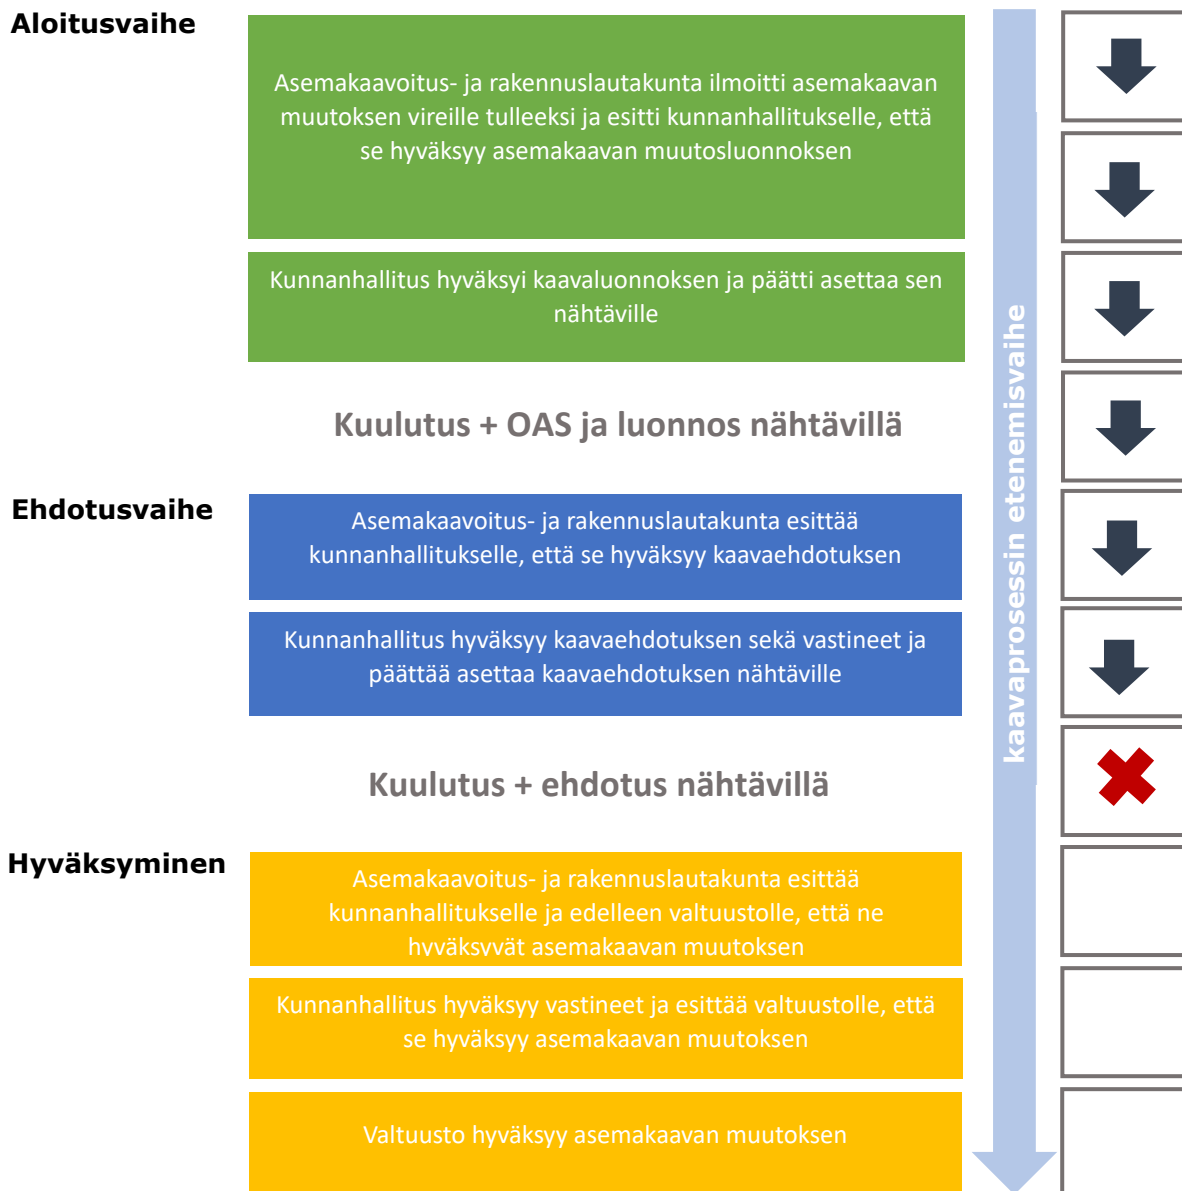 Aloitusvaihe
Asemakaavoitus- ja rakennuslautakunta ilmoitti asemakaavan
muutoksen vireille tulleeksi ja esitti kunnanhallitukselle, että
se hyväksyy asemakaavan muutosluonnoksen
Kunnanhallitus hyväksyi kaavaluonnoksen ja päätti asettaa sen
nähtäville
Kuulutus + OAS ja luonnos nähtävillä
Ehdotusvaihe
Asemakaavoitus- ja rakennuslautakunta esittää
kunnanhallitukselle, että se hyväksyy kaavaehdotuksen
Kunnanhallitus hyväksyy kaavaehdotuksen sekä vastineet ja
päättää asettaa kaavaehdotuksen nähtäville
Kuulutus + ehdotus nähtävillä
Hyväksyminen
Asemakaavoitus- ja rakennuslautakunta esittää
kunnanhallitukselle ja edelleen valtuustolle, että ne
hyväksyvät asemakaavan muutoksen
Kunnanhallitus hyväksyy vastineet ja esittää valtuustolle, että
se hyväksyy asemakaavan muutoksen
Valtuusto hyväksyy asemakaavan muutoksen
kaavaprosessin etenemisvaihe